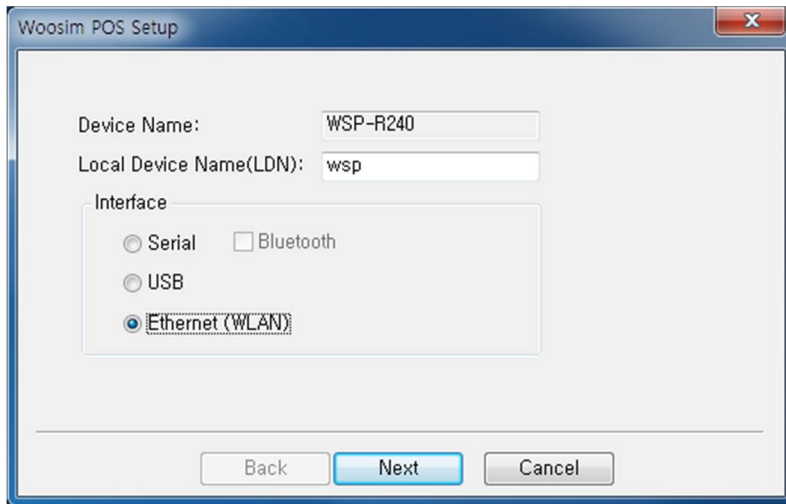 Woosim POS Setup
Device Name: WSP-R240
Local Device Name(LDN): wsp
Interface
Serial Bluetooth
USB
Ethernet (WLAN)
Back Next Cancel